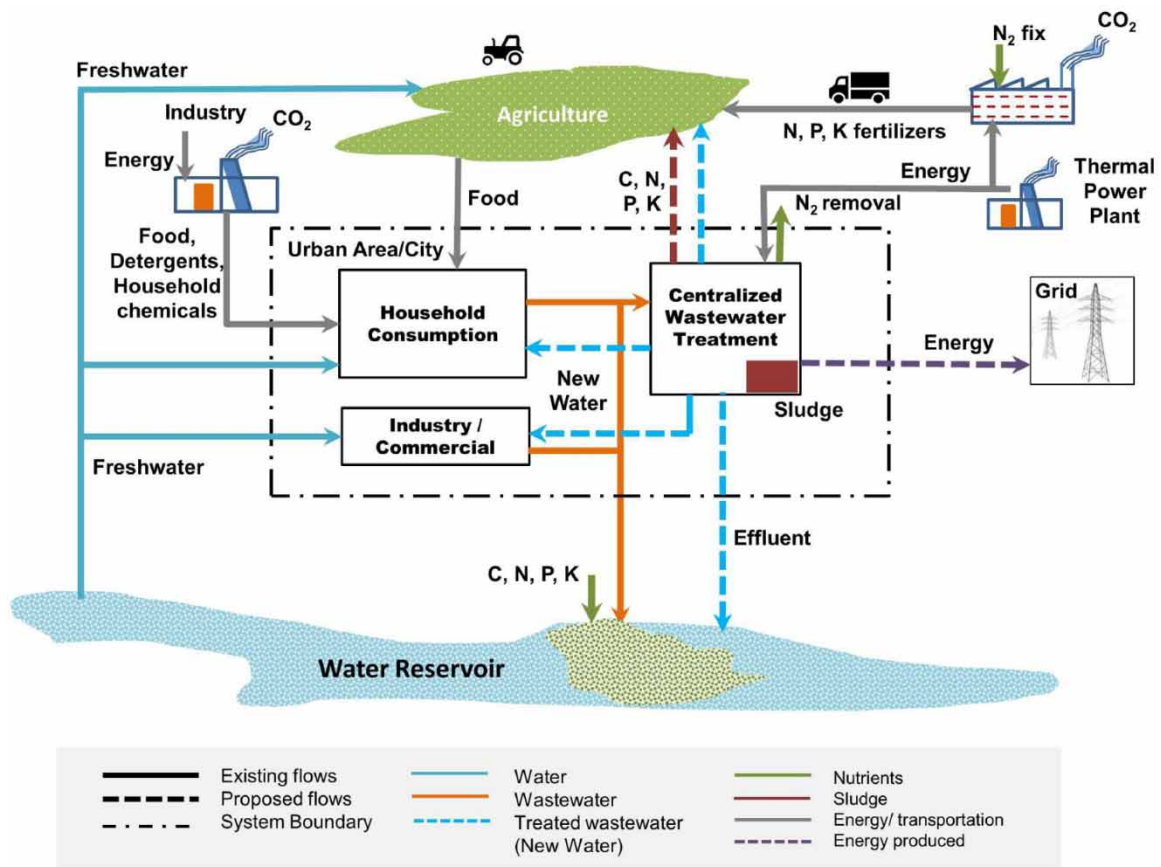 CO₂
N₂ fix
Freshwater
Industry
CO₂
Agriculture
N, P, K fertilizers
Energy
C, N,
P, K
Energy
Thermal
Power
Plant
Food
N₂ removal
Food,
Detergents,
Household
chemicals
Urban Area/City
Household
Consumption
Centralized
Wastewater
Treatment
Grid
Energy
New
Water
Sludge
Industry /
Commercial
Freshwater
Effluent
C, N, P, K
Water Reservoir
Existing flows
Proposed flows
System Boundary
Water
Wastewater
Treated wastewater
(New Water)
Nutrients
Sludge
Energy/ transportation
Energy produced